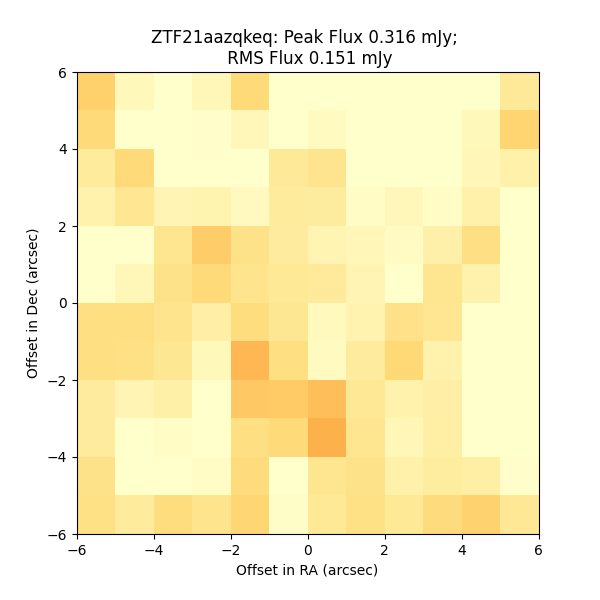 ZTF21aazqkeq: Peak Flux 0.316 mJy;
RMS Flux 0.151 mJy
6
4
2
0
−2
−4
−6
Offset in Dec (arcsec)
−6 −4 −2 0 2 4 6
Offset in RA (arcsec)